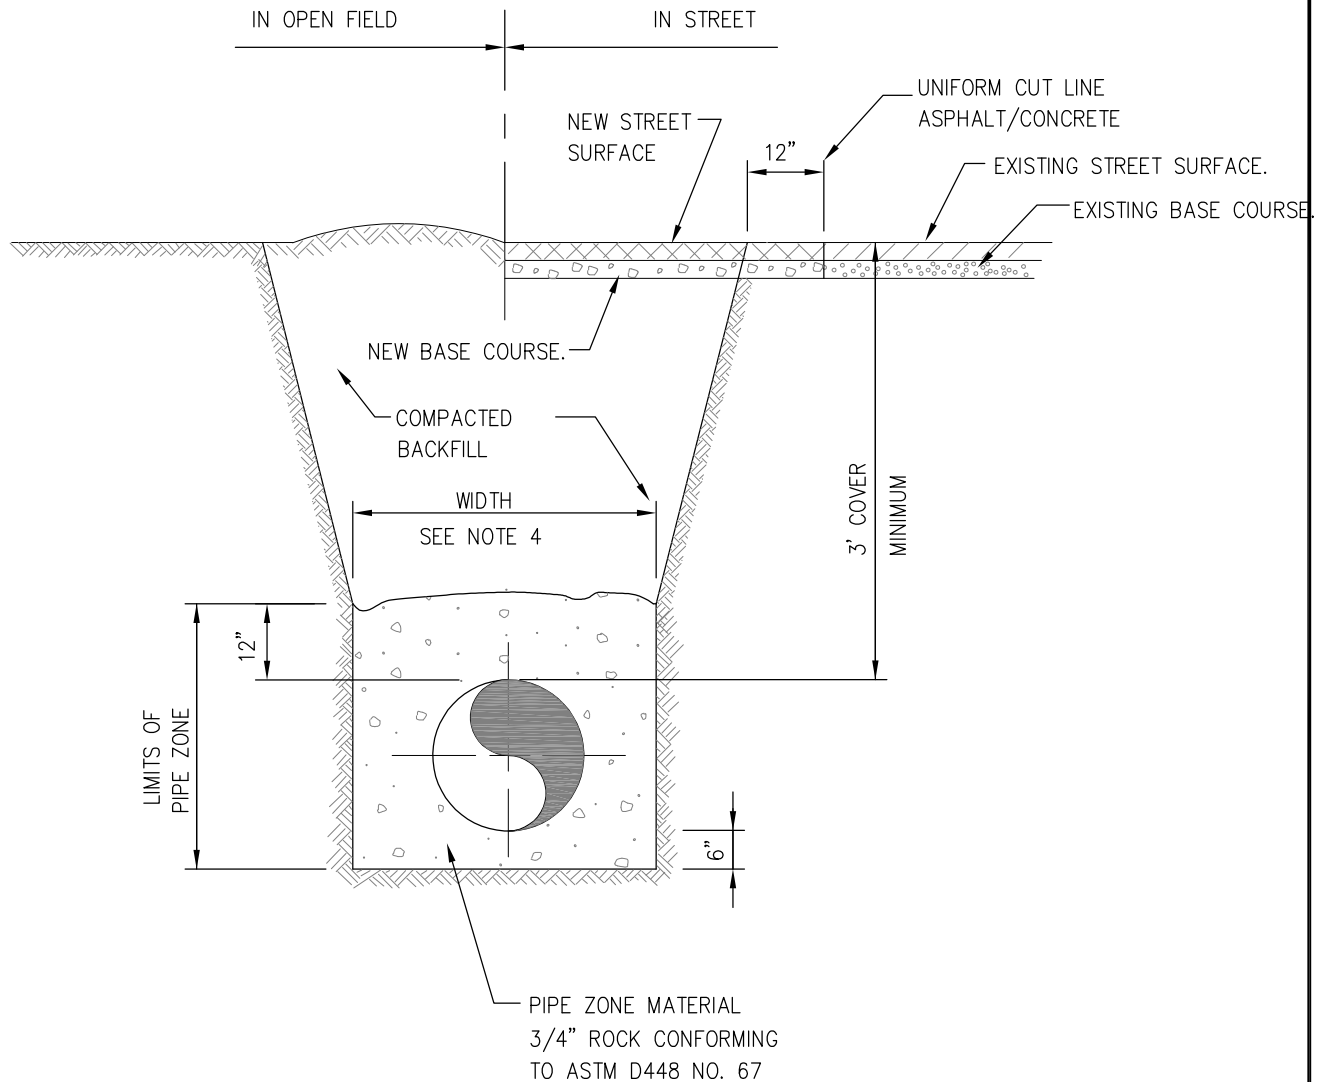 IN OPEN FIELD
IN STREET
UNIFORM CUT LINE
ASPHALT/CONCRETE
NEW STREET
SURFACE
12”
EXISTING STREET SURFACE.
EXISTING BASE COURSE.
NEW BASE COURSE.
COMPACTED
BACKFILL
WIDTH
SEE NOTE 4
3' COVER
MINIMUM
12”
LIMITS OF
PIPE ZONE
6”
PIPE ZONE MATERIAL
3/4” ROCK CONFORMING
TO ASTM D448 NO. 67